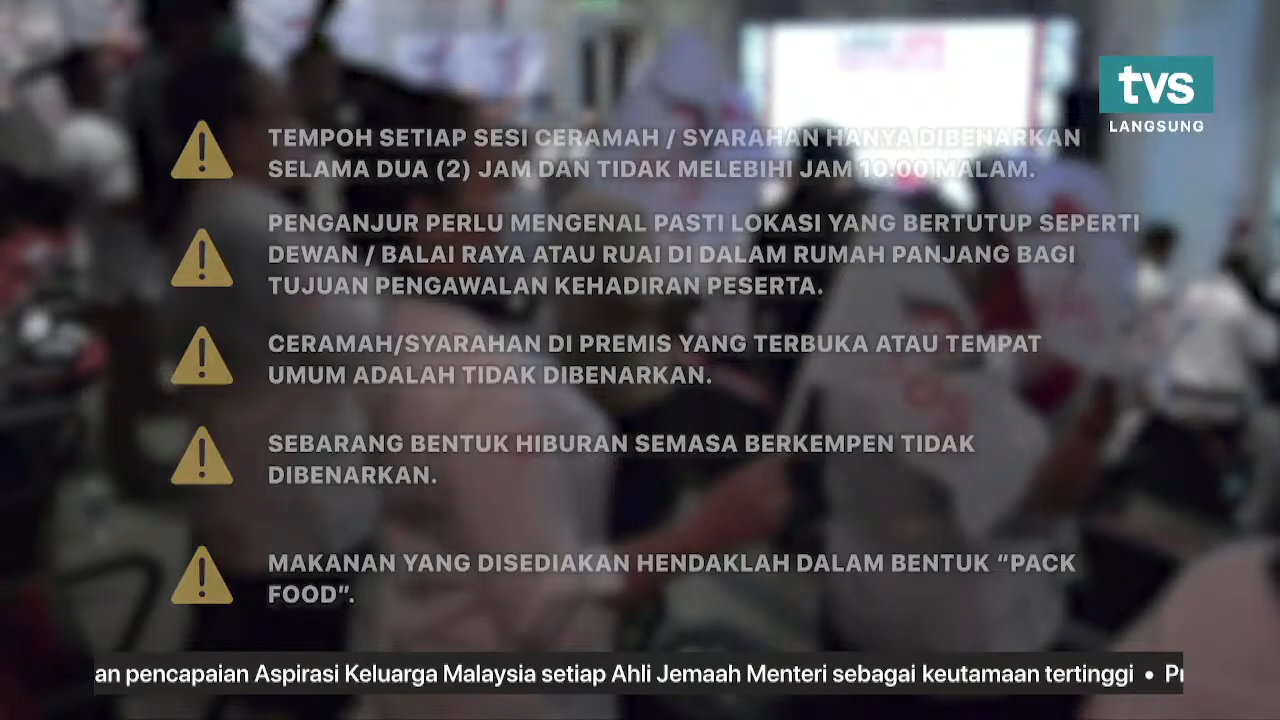 tvs
LANGSUNG
TEMPOH SETIAP SESI CERAMAH / SYARAHAN HANYA DIBENARKAN
SELAMA DUA (2) JAM DAN TIDAK MELEBIHI JAM 10.00 MALAM.
PENGANJUR PERLU MENGENAL PASTI LOKASI YANG BERTUTUP SEPERTI
DEWAN / BALAI RAYA ATAU RUAI DI DALAM RUMAH PANJANG BAGI
TUJUAN PENGAWALAN KEHADIRAN PESERTA.
CERAMAH/SYARAHAN DI PREMIS YANG TERBUKA ATAU TEMPAT
UMUM ADALAH TIDAK DIBENARKAN.
SEBARANG BENTUK HIBURAN SEMASA BERKEMPEN TIDAK
DIBENARKAN.
MAKANAN YANG DISEDIAKAN HENDAKLAH DALAM BENTUK “PACK
FOOD”.
an pencapaian Aspirasi Keluarga Malaysia setiap Ahli Jemaah Menteri sebagai keutamaan tertinggi •